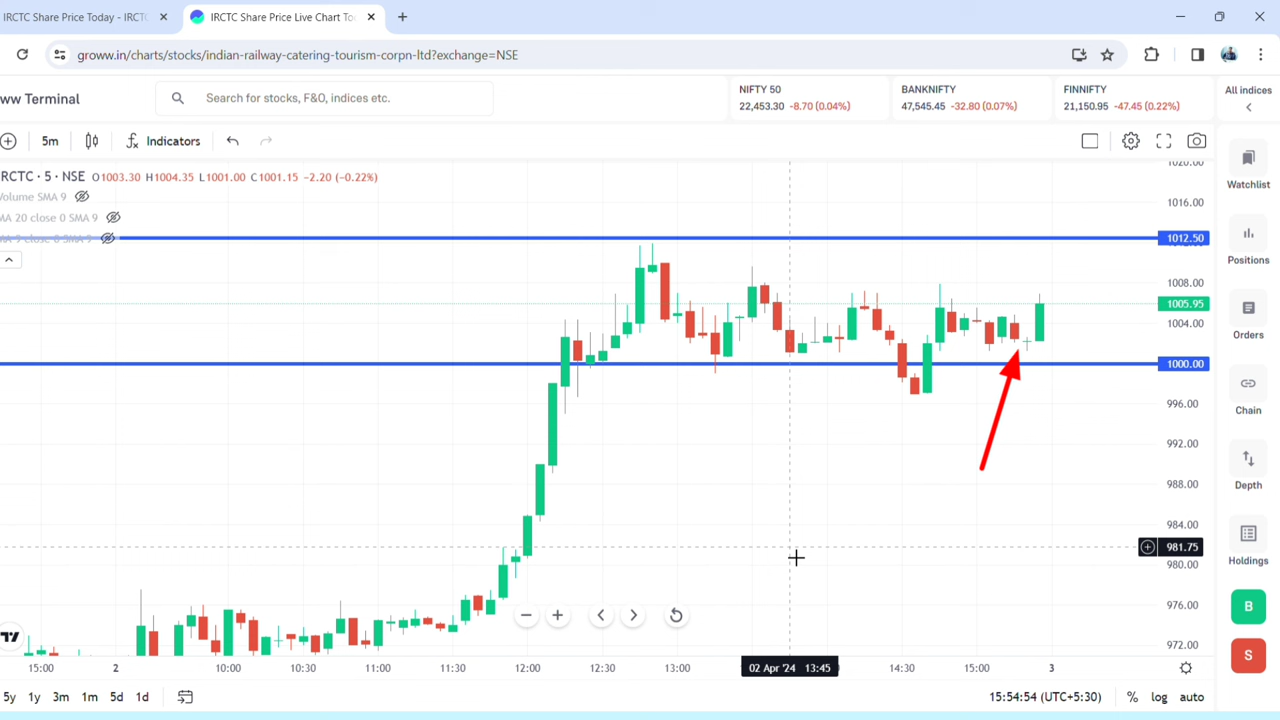 IRCTC Share Price Today - IRCTC
IRCTC Share Price Live Chart To
groww.in/charts/stocks/indian-railway-catering-tourism-corpn-ltd?exchange=NSE
ww Terminal
Search for stocks, F&O, indices etc.
NIFTY 50
22,453.30 -8.70 (0.04%)
BANKNIFTY
47,545.45 -32.80 (0.07%)
FINNIFTY
21,150.95 -47.45 (0.22%)
All indices
5m
Indicators
RCTC · 5 · NSE O1003.30 H1004.35 L1001.00 C1001.15 -2.20 (-0.22%)
Volume SMA 9
MA 20 close 0 SMA 9
MA 9 close 0 SMA 9
1020.00
1016.00
1012.50
1008.00
1005.95
1004.00
1000.00
996.00
992.00
988.00
984.00
981.75
980.00
976.00
972.00
Watchlist
Positions
Orders
Chain
Depth
Holdings
B
S
15:00 2 10:00 10:30 11:00 11:30 12:00 12:30 13:00 02 Apr '24 13:45 14:30 15:00 3
5y 1y 3m 1m 5d 1d
15:54:54 (UTC+5:30) % log auto